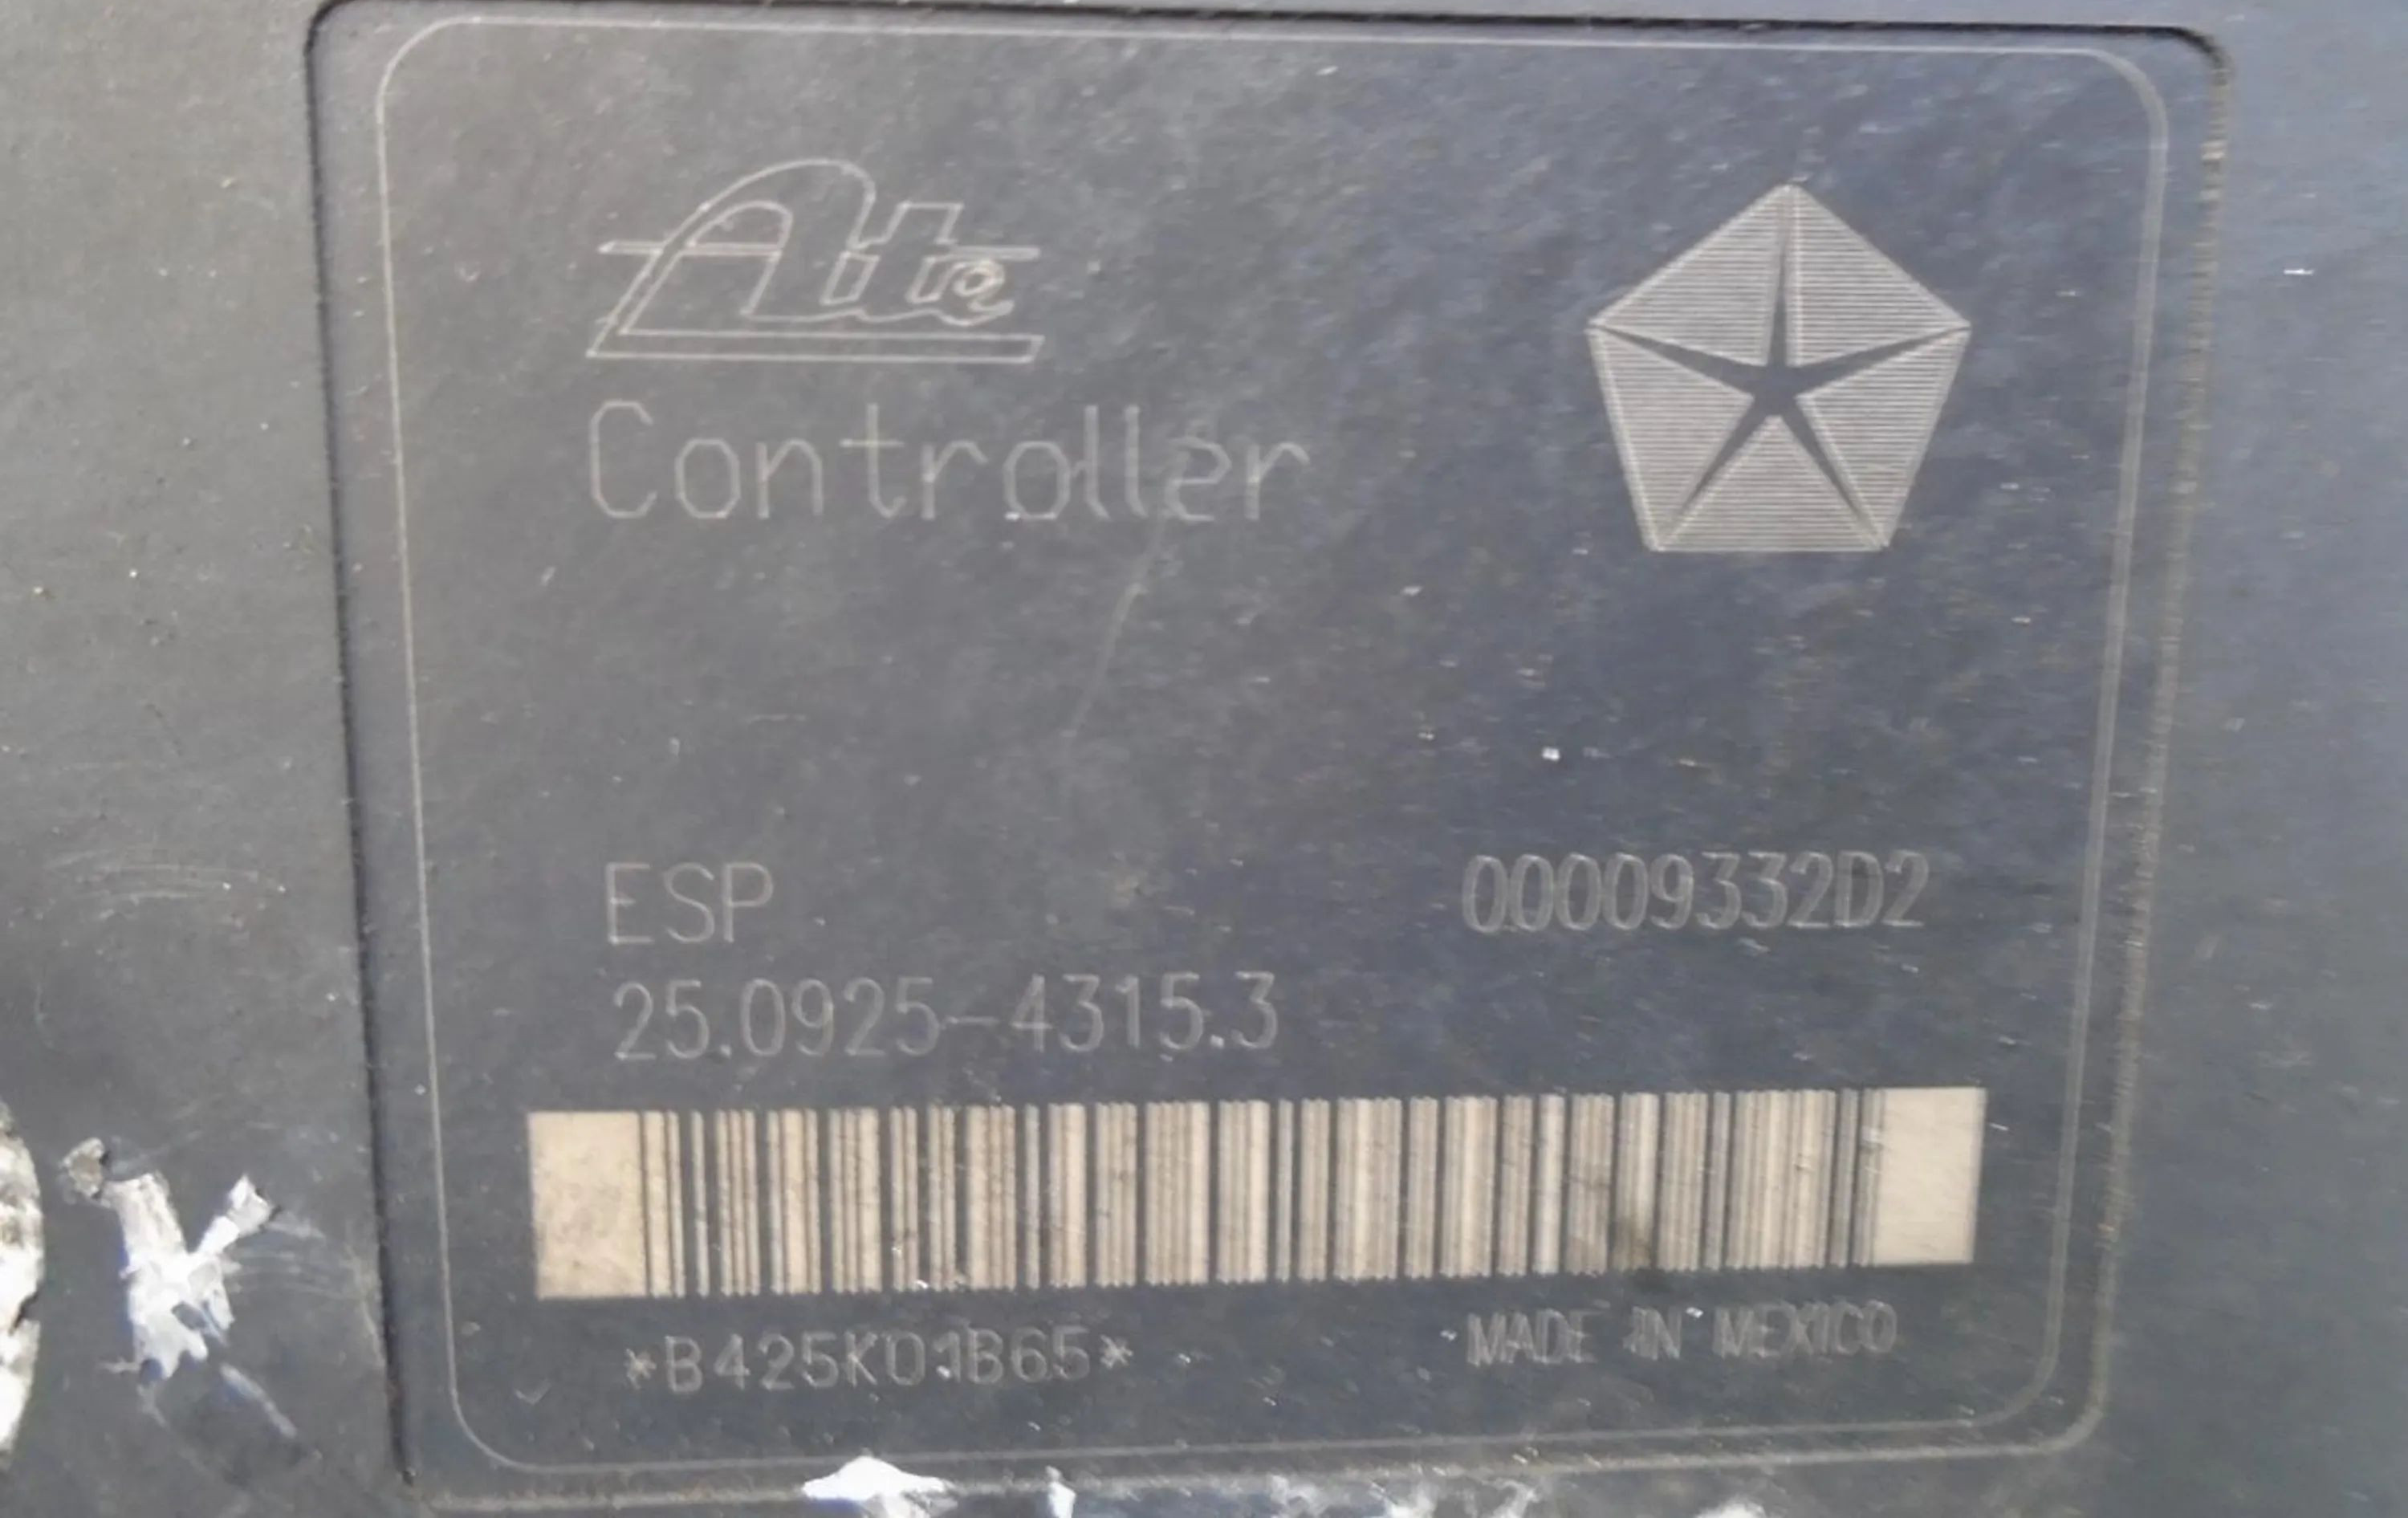 Ate
Controller
ESP
00009332D2
25.0925-4315.3
*B425K01B65*
MADE IN MEXICO